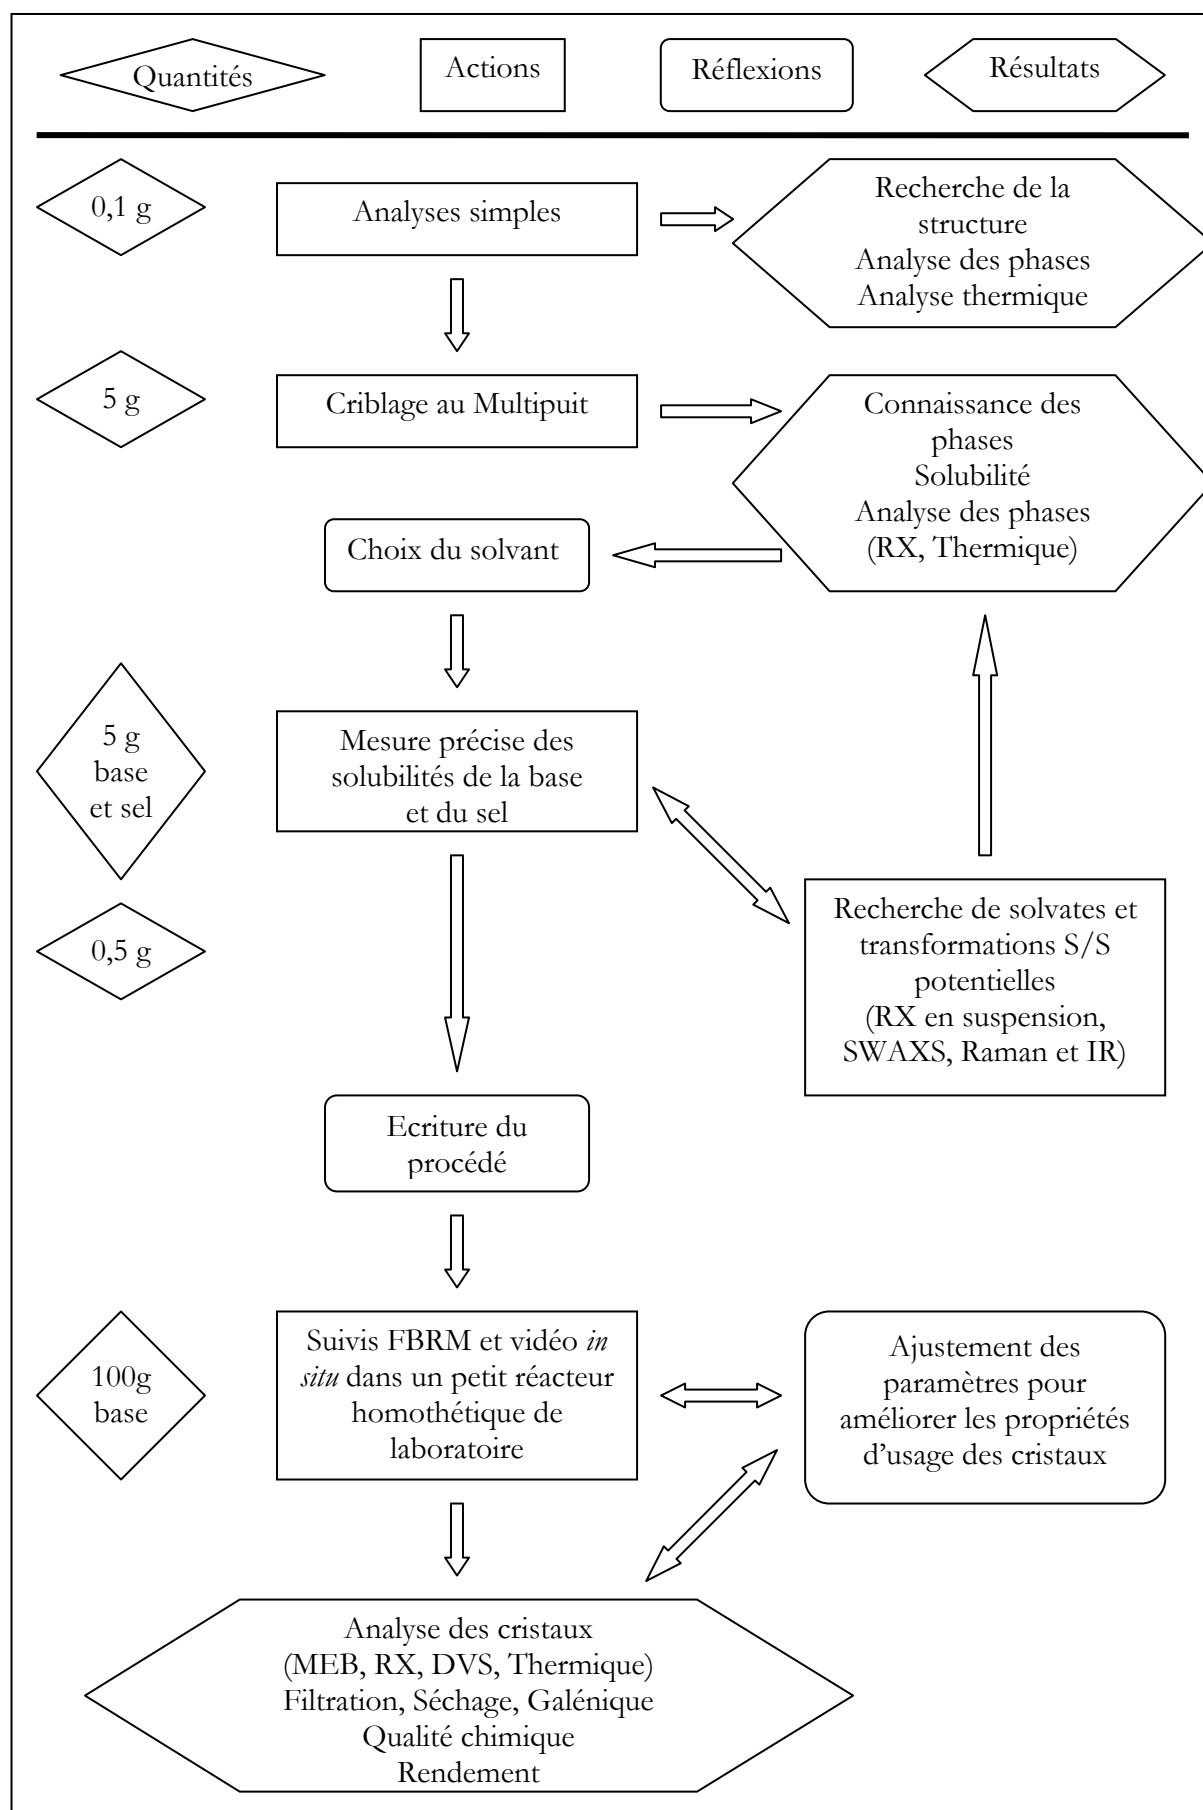 Quantités
Actions
Réflexions
Résultats
0,1 g
Analyses simples
Recherche de la
structure
Analyse des phases
Analyse thermique
5 g
Criblage au Multipuit
Connaissance des
phases
Solubilité
Analyse des phases
(RX, Thermique)
Choix du solvant
5 g
base
et sel
Mesure précise des
solubilités de la base
et du sel
0,5 g
Recherche de solvates et
transformations S/S
potentielles
(RX en suspension,
SWAXS, Raman et IR)
Ecriture du
procédé
100g
base
Suivis FBRM et vidéo in
situ dans un petit réacteur
homothétique de
laboratoire
Ajustement des
paramètres pour
améliorer les propriétés
d'usage des cristaux
Analyse des cristaux
(MEB, RX, DVS, Thermique)
Filtration, Séchage, Galénique
Qualité chimique
Rendement